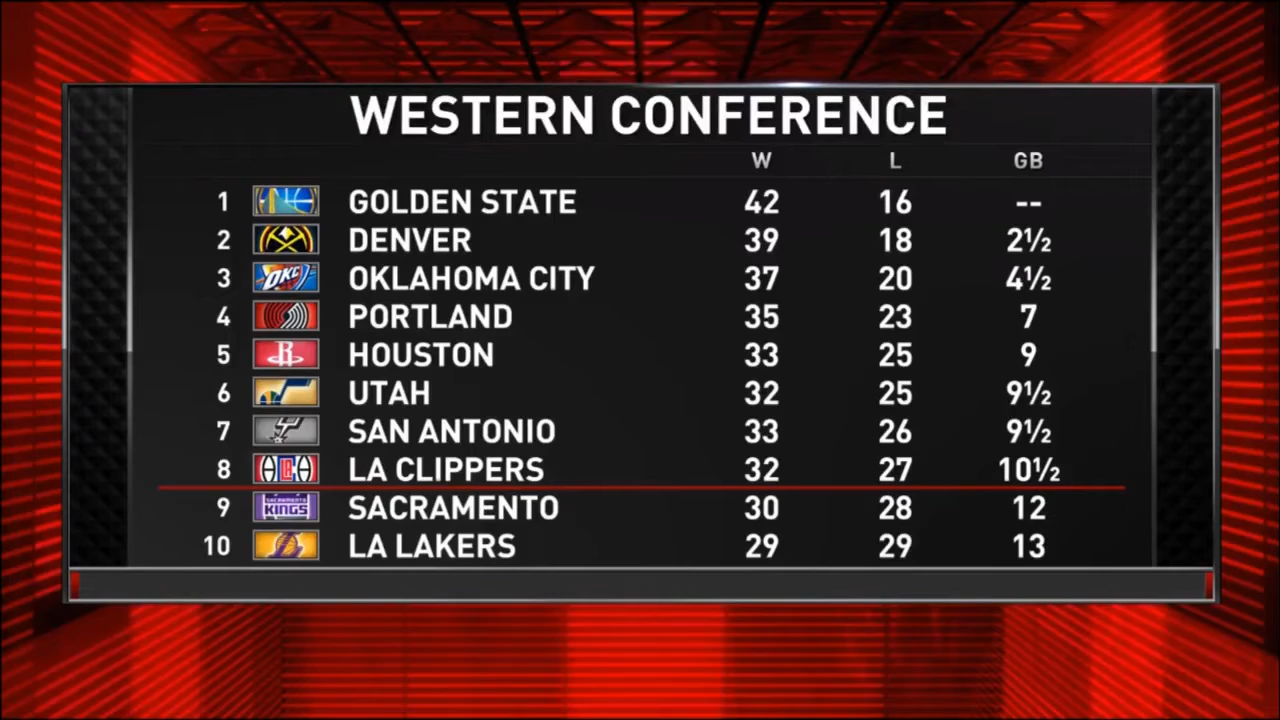 WESTERN CONFERENCE
W L GB
1 GOLDEN STATE 42 16 --
2 DENVER 39 18 2½
3 OKC OKLAHOMA CITY 37 20 4½
4 PORTLAND 35 23 7
5 R HOUSTON 33 25 9
6 UTAH 32 25 9½
7 SAN ANTONIO 33 26 9½
8 LA CLIPPERS 32 27 10½
9 SACRAMENTO KINGS SACRAMENTO 30 28 12
10 LA LAKERS 29 29 13